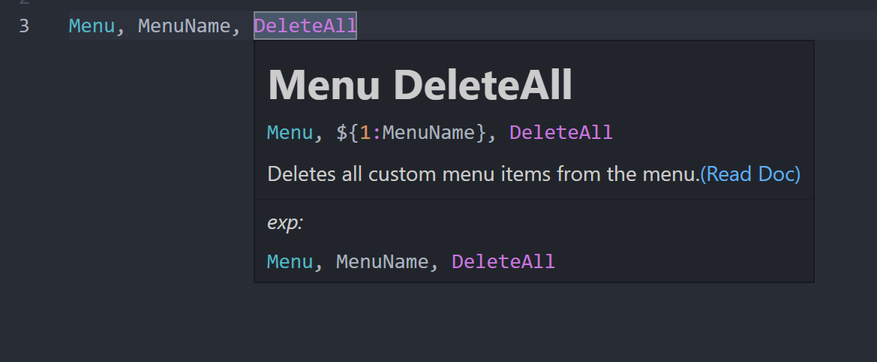 3 Menu, MenuName, DeleteAll
Menu DeleteAll
Menu, ${1:MenuName}, DeleteAll
Deletes all custom menu items from the menu.(Read Doc)
exp:
Menu, MenuName, DeleteAll